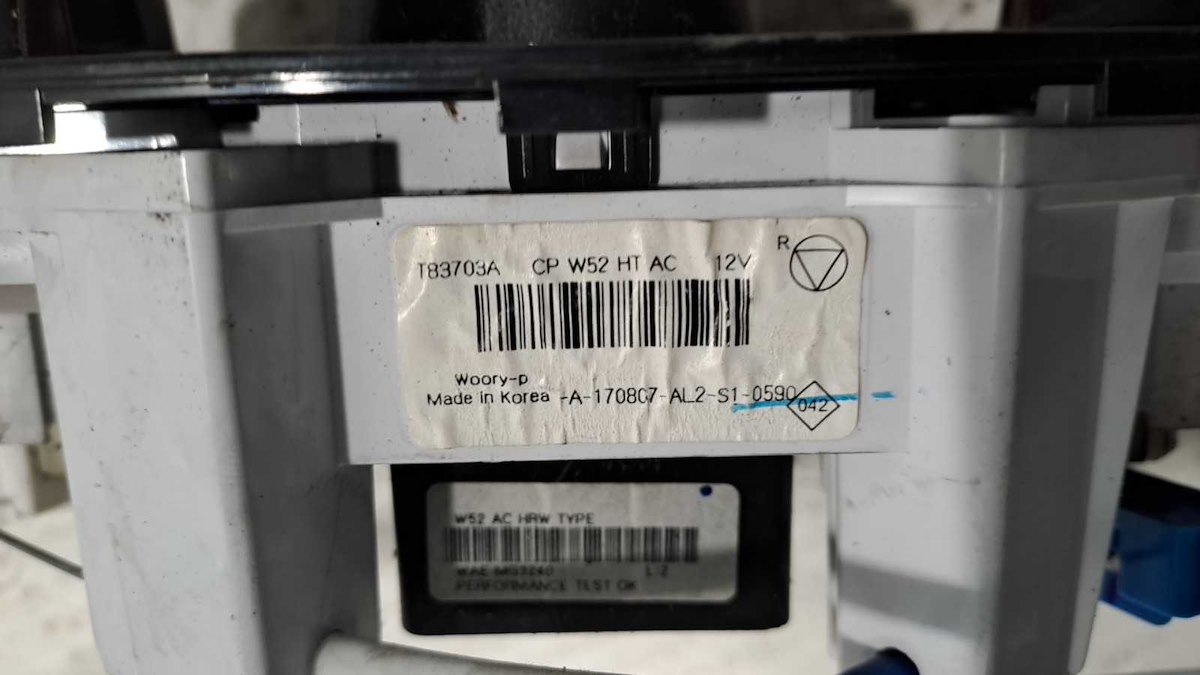 T83703A CP W52 HT AC 12V R
Woory-p
Made in Korea -A-170807-AL2-S1-0590
042
W52 AC HRW TYPE
L-2
PERFORMANCE TEST OK